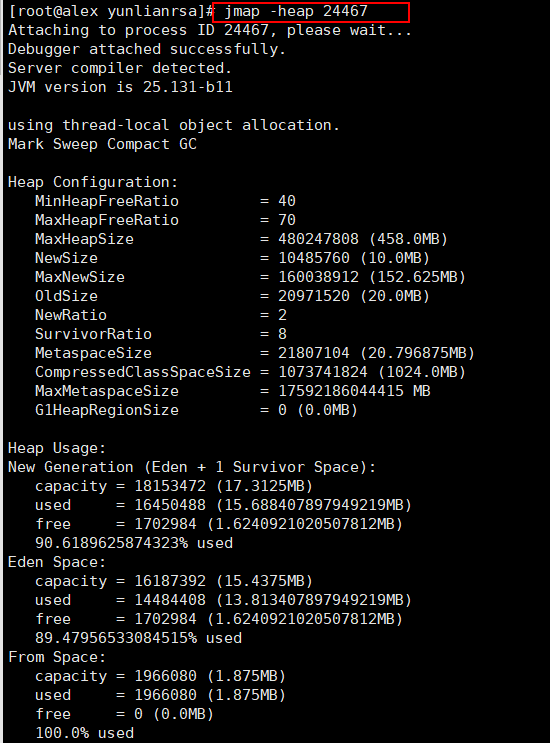 [root@alex yunlianrsa]# jmap -heap 24467
Attaching to process ID 24467, please wait...
Debugger attached successfully.
Server compiler detected.
JVM version is 25.131-b11

using thread-local object allocation.
Mark Sweep Compact GC

Heap Configuration:
   MinHeapFreeRatio         = 40
   MaxHeapFreeRatio         = 70
   MaxHeapSize              = 480247808 (458.0MB)
   NewSize                  = 10485760 (10.0MB)
   MaxNewSize               = 160038912 (152.625MB)
   OldSize                  = 20971520 (20.0MB)
   NewRatio                 = 2
   SurvivorRatio            = 8
   MetaspaceSize            = 21807104 (20.796875MB)
   CompressedClassSpaceSize = 1073741824 (1024.0MB)
   MaxMetaspaceSize         = 17592186044415 MB
   G1HeapRegionSize         = 0 (0.0MB)

Heap Usage:
New Generation (Eden + 1 Survivor Space):
   capacity = 18153472 (17.3125MB)
   used     = 16450488 (15.688407897949219MB)
   free     = 1702984 (1.6240921020507812MB)
   90.6189625874323% used
Eden Space:
   capacity = 16187392 (15.4375MB)
   used     = 14484408 (13.813407897949219MB)
   free     = 1702984 (1.6240921020507812MB)
   89.47956533084515% used
From Space:
   capacity = 1966080 (1.875MB)
   used     = 1966080 (1.875MB)
   free     = 0 (0.0MB)
   100.0% used